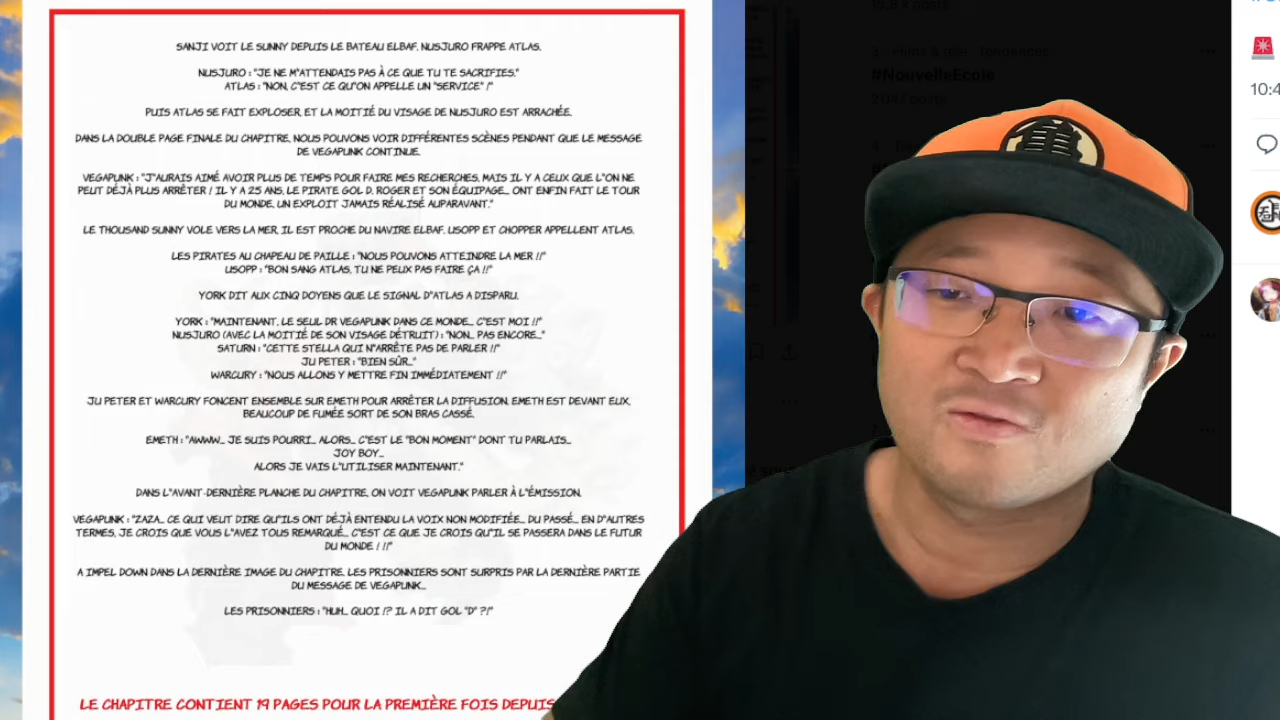 SANJI VOIT LE SUNNY DEPUIS LE BATEAU ELBAF. NUSJURO FRAPPE ATLAS.
NUSJURO : "JE NE M'ATTENDAIS PAS À CE QUE TU TE SACRIFIES."
ATLAS : "NON, C'EST CE QU'ON APPELLE UN "SERVICE" !"
PUIS ATLAS SE FAIT EXPLOSER, ET LA MOITIÉ DU VISAGE DE NUSJURO EST ARRACHÉE.
DANS LA DOUBLE PAGE FINALE DU CHAPITRE, NOUS POUVONS VOIR DIFFÉRENTES SCÈNES PENDANT QUE LE MESSAGE
DE VEGAPUNK CONTINUE.
VEGAPUNK : "J'AURAIS AIMÉ AVOIR PLUS DE TEMPS POUR FAIRE MES RECHERCHES, MAIS IL Y A CEUX QUE L'ON NE
PEUT DÉJÀ PLUS ARRÊTER ! IL Y A 25 ANS, LE PIRATE GOL D. ROGER ET SON ÉQUIPAGE... ONT ENFIN FAIT LE TOUR
DU MONDE, UN EXPLOIT JAMAIS RÉALISÉ AUPARAVANT."
LE THOUSAND SUNNY VOLE VERS LA MER, IL EST PROCHE DU NAVIRE ELBAF. USOPP ET CHOPPER APPELLENT ATLAS.
LES PIRATES AU CHAPEAU DE PAILLE : "NOUS POUVONS ATTEINDRE LA MER !!"
USOPP : "BON SANG ATLAS, TU NE PEUX PAS FAIRE ÇA !!"
YORK DIT AUX CINQ DOYENS QUE LE SIGNAL D'ATLAS A DISPARU.
YORK : "MAINTENANT, LE SEUL DR VEGAPUNK DANS CE MONDE... C'EST MOI !!"
NUSJURO (AVEC LA MOITIÉ DE SON VISAGE DÉTRUIT) : "NON... PAS ENCORE..."
SATURN : "CETTE STELLA QUI N'ARRÊTE PAS DE PARLER !!"
JU PETER : "BIEN SÛR..."
WARCURY : "NOUS ALLONS Y METTRE FIN IMMÉDIATEMENT !!"
JU PETER ET WARCURY FONCENT ENSEMBLE SUR EMETH POUR ARRÊTER LA DIFFUSION. EMETH EST DEVANT EUX,
BEAUCOUP DE FUMÉE SORT DE SON BRAS CASSÉ.
EMETH : "AWWW... JE SUIS POURRI... ALORS... C'EST LE "BON MOMENT" DONT TU PARLAIS...
JOY BOY...
ALORS JE VAIS L'UTILISER MAINTENANT."
DANS L'AVANT-DERNIÈRE PLANCHE DU CHAPITRE, ON VOIT VEGAPUNK PARLER À L'ÉMISSION.
VEGAPUNK : "ZAZA... CE QUI VEUT DIRE QU'ILS ONT DÉJÀ ENTENDU LA VOIX NON MODIFIÉE... DU PASSÉ... EN D'AUTRES
TERMES, JE CROIS QUE VOUS L'AVEZ TOUS REMARQUÉ... C'EST CE QUE JE CROIS QU'IL SE PASSERA DANS LE FUTUR
DU MONDE ! !!"
A IMPEL DOWN DANS LA DERNIÈRE IMAGE DU CHAPITRE. LES PRISONNIERS SONT SURPRIS PAR LA DERNIÈRE PARTIE
DU MESSAGE DE VEGAPUNK...
LES PRISONNIERS : "HUH... QUOI !? IL A DIT GOL "D" ?!"
LE CHAPITRE CONTIENT 19 PAGES POUR LA PREMIÈRE FOIS DEPUIS
#NouvelleEcole
10:4